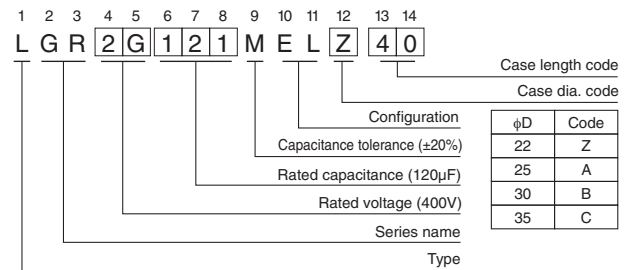 1 2 3 4 5 6 7 8 9 10 11 12 13 14
L G R 2 G 1 2 1 M E L Z 4 0
Case length code
Case dia. code
Configuration
Capacitance tolerance (±20%)
Rated capacitance (120μF)
Rated voltage (400V)
Series name
Type
ϕD Code
22 Z
25 A
30 B
35 C